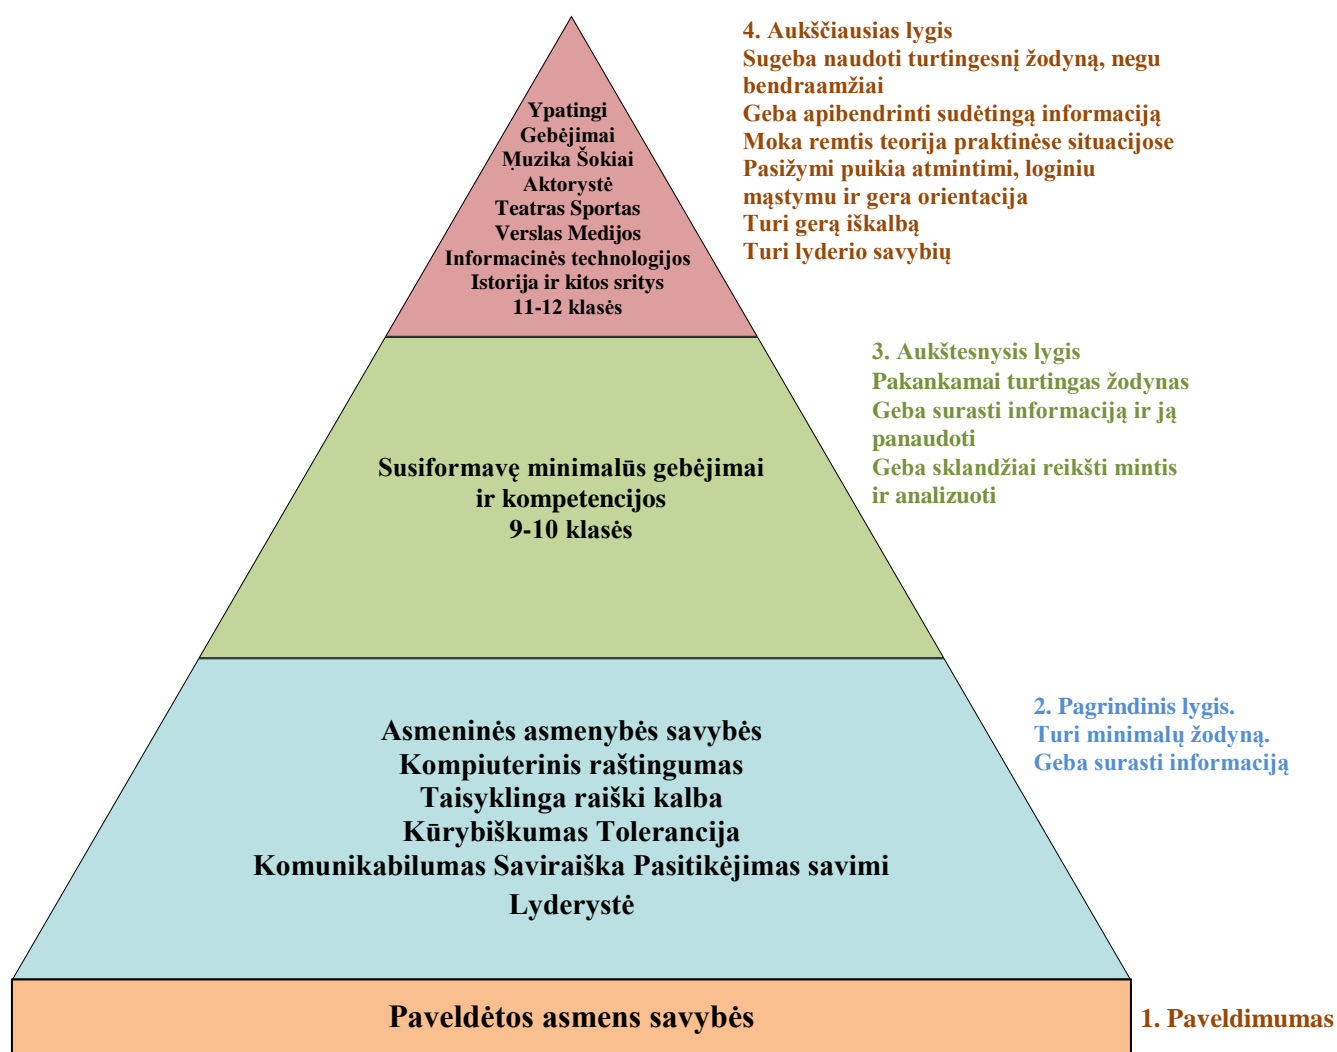 4. Aukščiausias lygis
Sugeba naudoti turtingesnį žodyną, negu
bendraamžiai
Geba apibendrinti sudėtingą informaciją
Moka remtis teorija praktinėse situacijose
Pasižymi puikia atmintimi, loginiu
mąstymu ir gera orientacija
Turi gerą iškalbą
Turi lyderio savybių
Ypatingi
Gebėjimai
Muzika Šokiai
Aktorystė
Teatras Sportas
Verslas Medijos
Informacinės technologijos
Istorija ir kitos sritys
11-12 klasės
3. Aukštesnysis lygis
Pakankamai turtingas žodynas
Geba surasti informaciją ir ją
panaudoti
Geba sklandžiai reikšti mintis
ir analizuoti
Susiformavę minimalūs gebėjimai
ir kompetencijos
9-10 klasės
2. Pagrindinis lygis.
Turi minimalų žodyną.
Geba surasti informaciją
Asmeninės asmenybės savybės
Kompiuterinis raštingumas
Taisyklinga raiški kalba
Kūrybiškumas Tolerancija
Komunikabilumas Saviraiška Pasitikėjimas savimi
Lyderystė
Paveldėtos asmens savybės
1. Paveldimumas